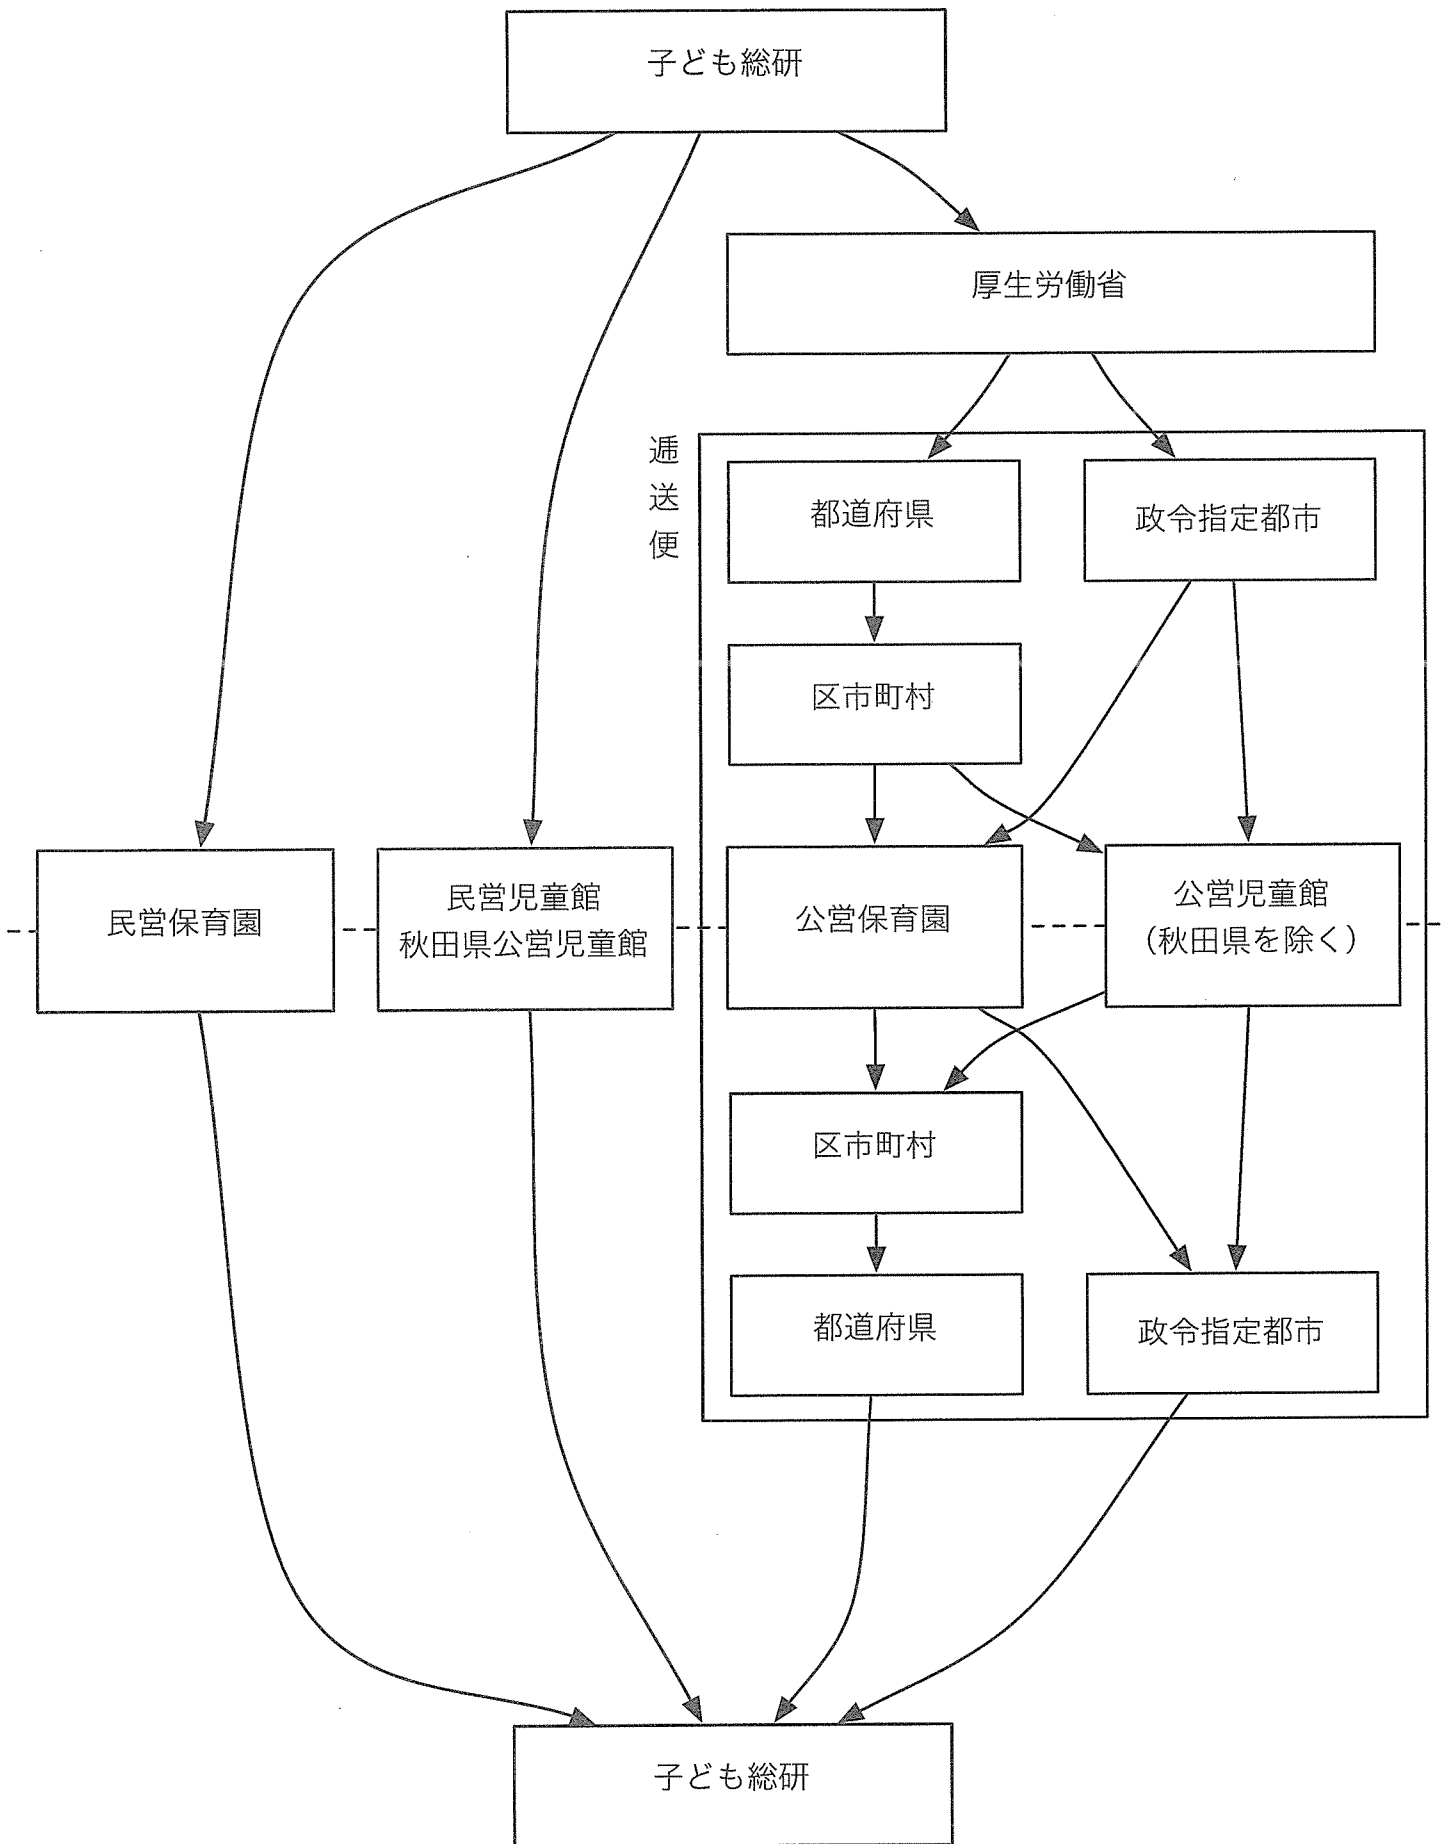 子ども総研
厚生労働省
逓送便
都道府県
政令指定都市
区市町村
民営保育園
民営児童館
秋田県公営児童館
公営保育園
公営児童館
（秋田県を除く）
区市町村
都道府県
政令指定都市
子ども総研